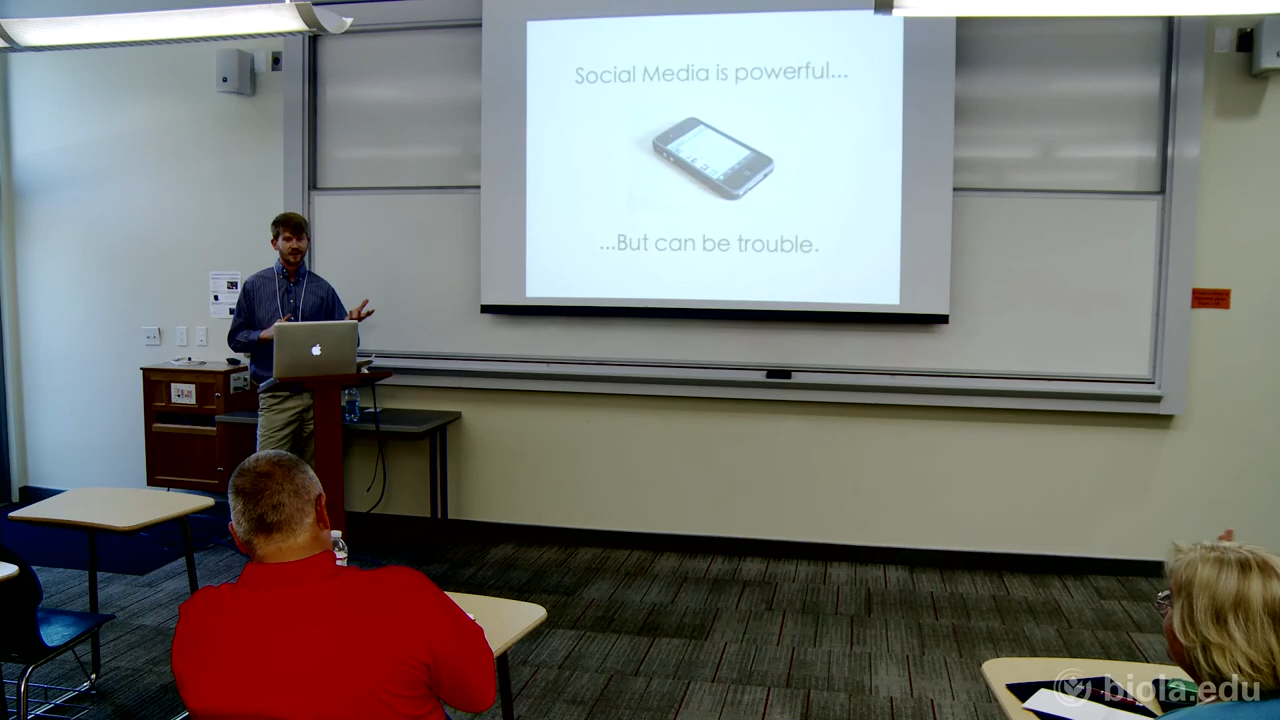 Social Media is powerful...
...But can be trouble.
biola.edu